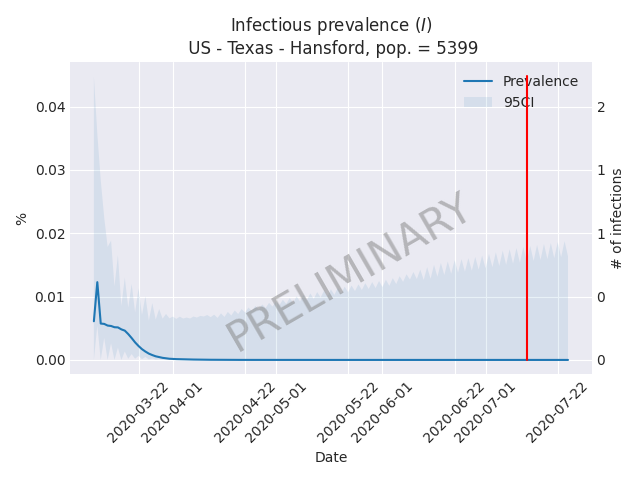 Infectious prevalence (I)
US - Texas - Hansford, pop. = 5399
Prevalence
95CI
0.04
0.03
0.02
0.01
0.00
%
2
1
1
0
0
# of infections
PRELIMINARY
2020-03-22
2020-04-01
2020-04-22
2020-05-01
2020-05-22
2020-06-01
2020-06-22
2020-07-01
2020-07-22
Date